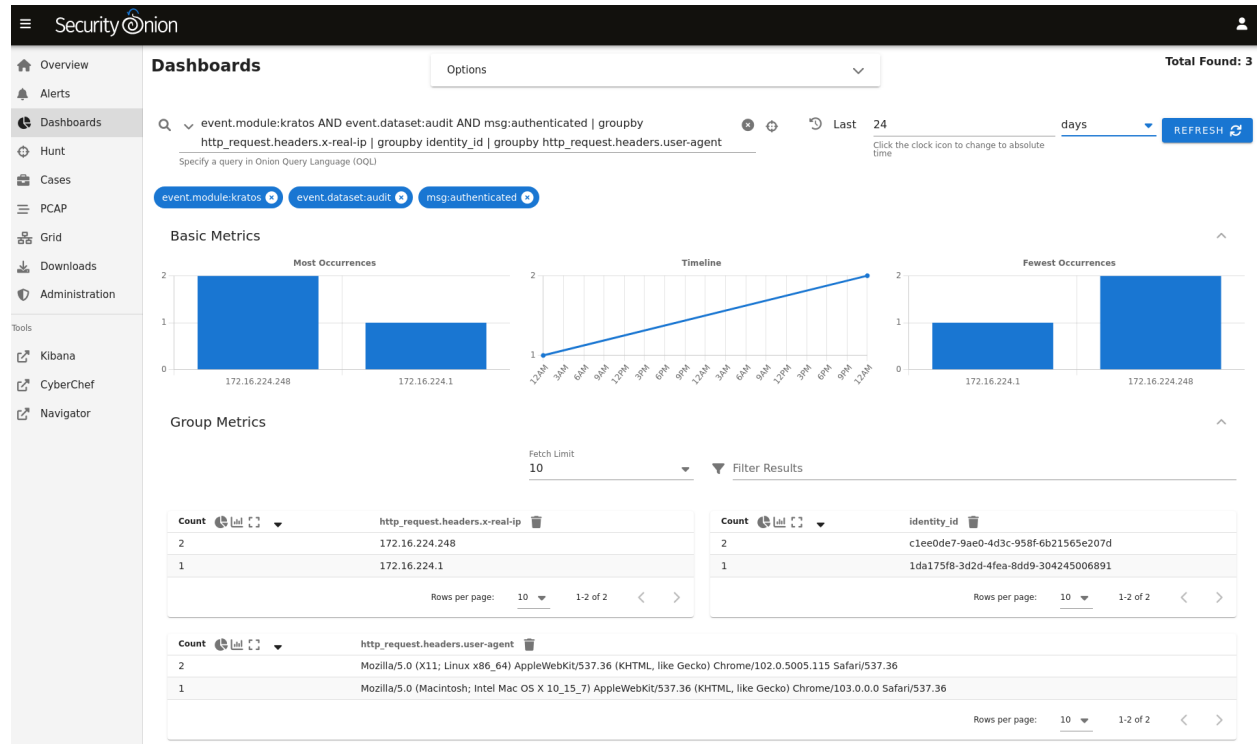 Security Onion
Overview
Alerts
Dashboards
Hunt
Cases
PCAP
Grid
Downloads
Administration
Tools
Kibana
CyberChef
Navigator
Dashboards
Options
Total Found: 3
event.module:kratos AND event.dataset:audit AND msg:authenticated | groupby
http_request.headers.x-real-ip | groupby identity_id | groupby http_request.headers.user-agent
Specify a query in Onion Query Language (OQL)
Last 24 days
Click the clock icon to change to absolute
time
REFRESH
event.module:kratos event.dataset:audit msg:authenticated
Basic Metrics
Most Occurrences
2
1
0
172.16.224.248 172.16.224.1
Timeline
2
1
12AM 3AM 6AM 9AM 12PM 3PM 6PM 9PM 12AM 3AM 6AM 9AM 12PM 3PM 6PM 9PM 12AM
Fewest Occurrences
2
1
0
172.16.224.1 172.16.224.248
Group Metrics
Fetch Limit
10
Filter Results
Count http_request.headers.x-real-ip
2 172.16.224.248
1 172.16.224.1
Rows per page: 10 1-2 of 2
Count identity_id
2 c1ee0de7-9ae0-4d3c-958f-6b21565e207d
1 1da175f8-3d2d-4fea-8dd9-304245006891
Rows per page: 10 1-2 of 2
Count http_request.headers.user-agent
2 Mozilla/5.0 (X11; Linux x86_64) AppleWebKit/537.36 (KHTML, like Gecko) Chrome/102.0.5005.115 Safari/537.36
1 Mozilla/5.0 (Macintosh; Intel Mac OS X 10_15_7) AppleWebKit/537.36 (KHTML, like Gecko) Chrome/103.0.0.0 Safari/537.36
Rows per page: 10 1-2 of 2